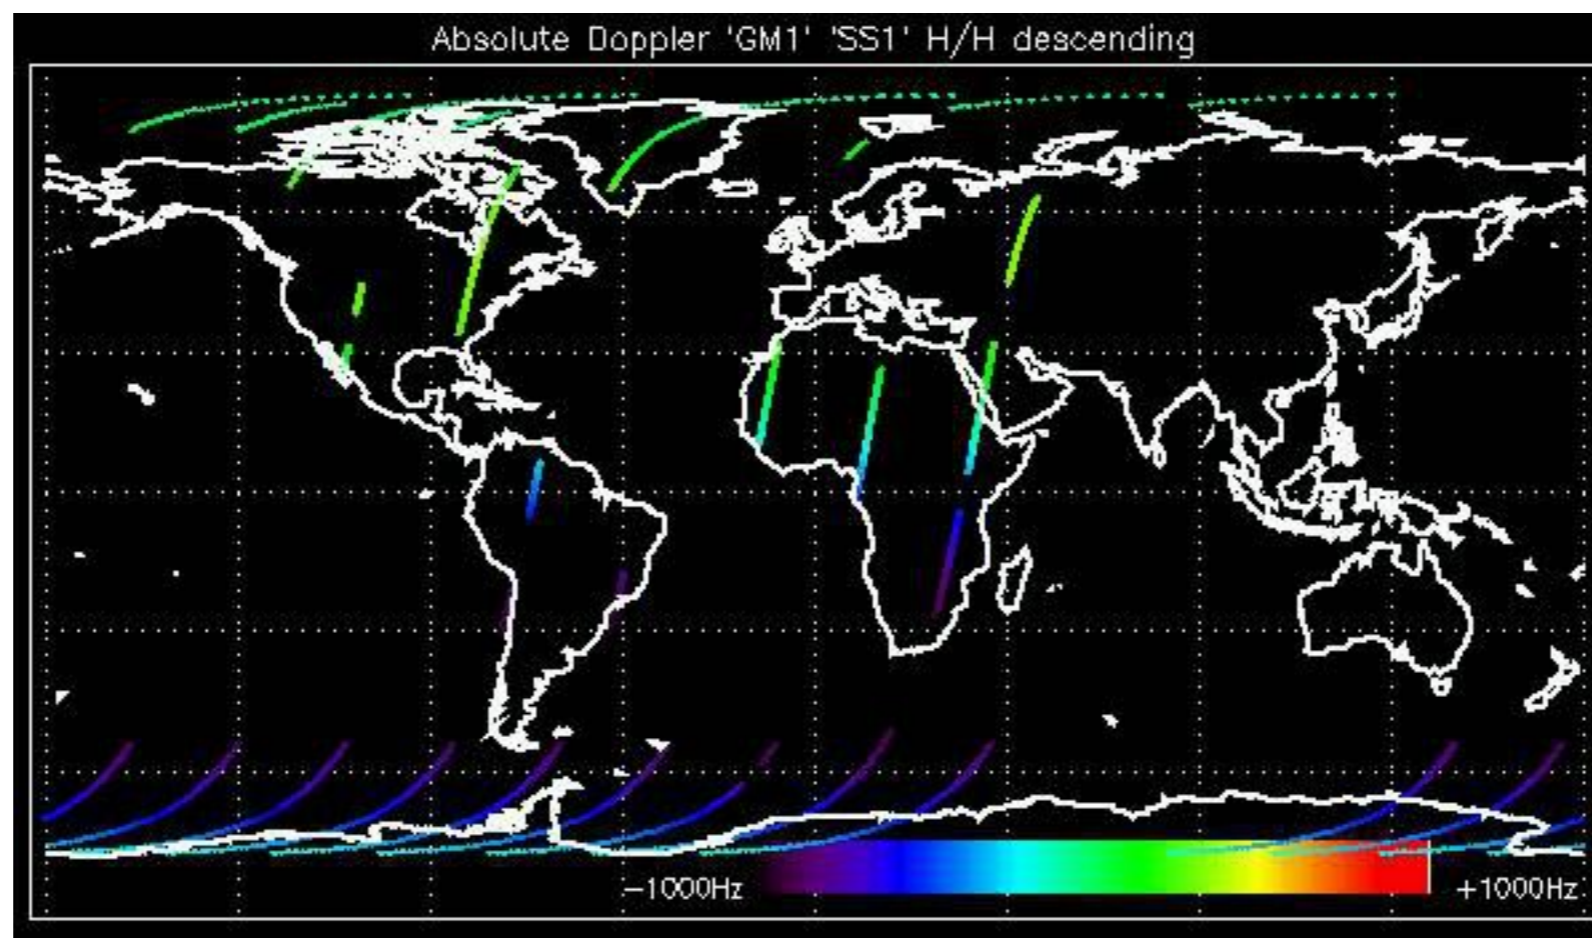 Absolute Doppler 'GM1' 'SS1' H/H descending
−1000Hz
+1000Hz